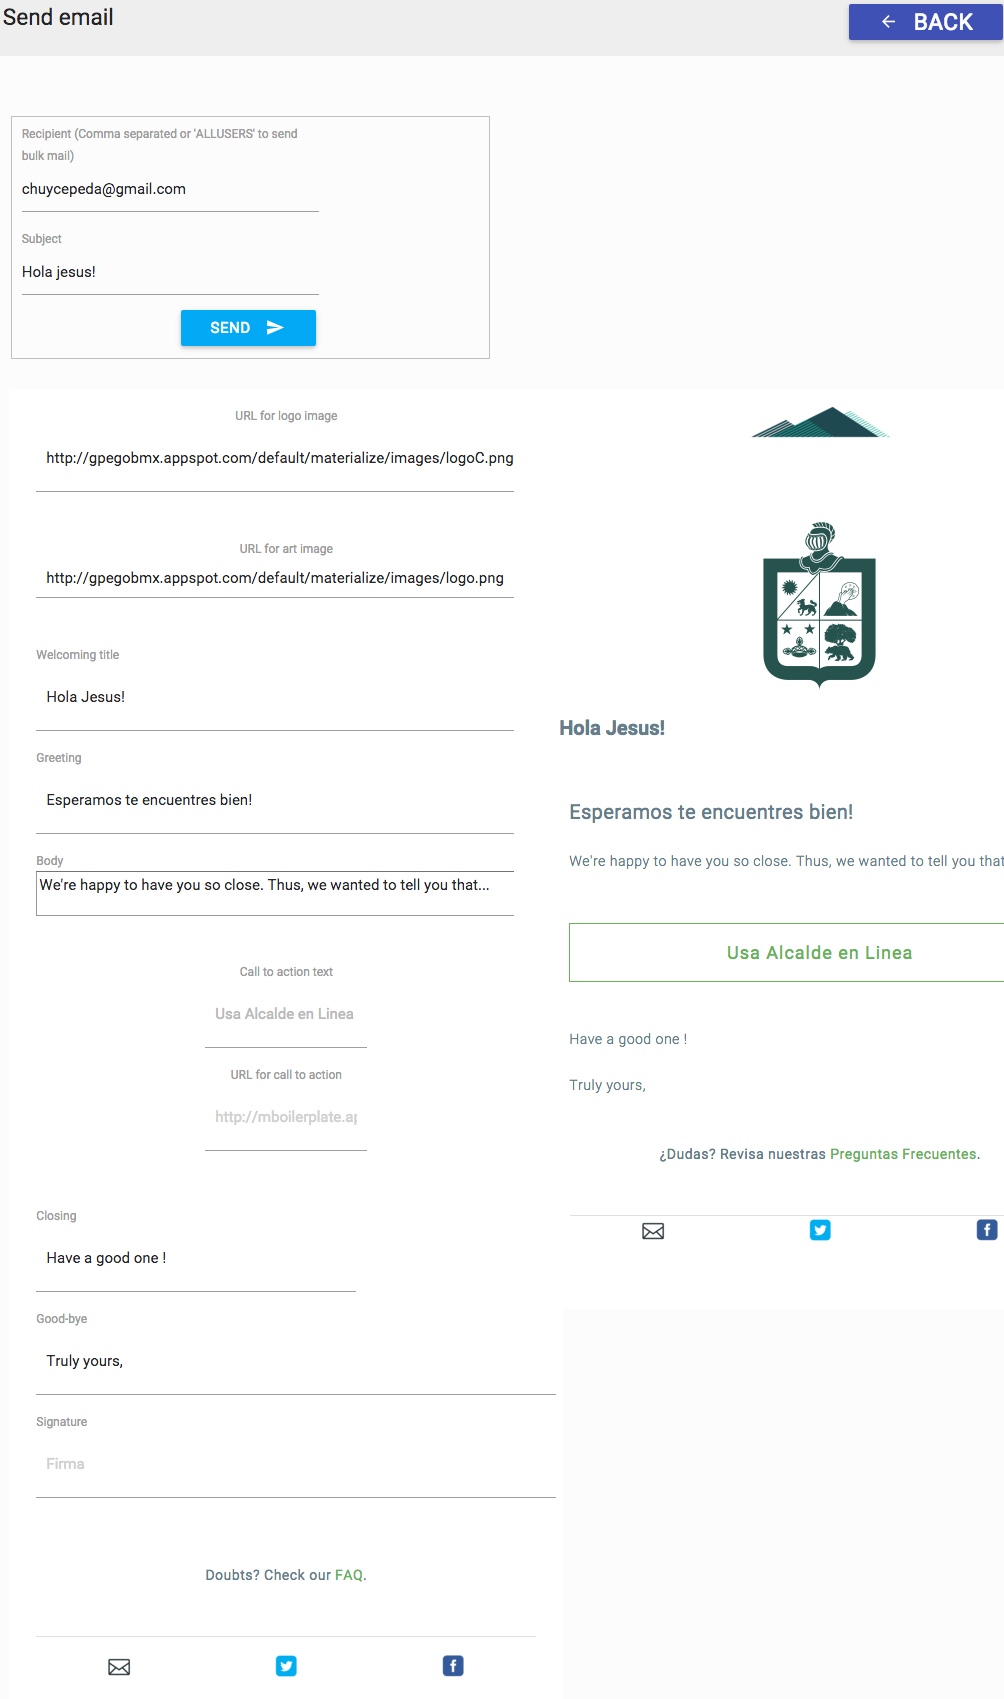 Send email
BACK
Recipient (Comma separated or 'ALLUSERS' to send
bulk mail)
chuycepeda@gmail.com
Subject
Hola jesus!
SEND
URL for logo image
http://gpegobmx.appspot.com/default/materialize/images/logoC.png
URL for art image
http://gpegobmx.appspot.com/default/materialize/images/logo.png
Welcoming title
Hola Jesus!
Greeting
Esperamos te encuentres bien!
Body
We're happy to have you so close. Thus, we wanted to tell you that...
Call to action text
Usa Alcalde en Linea
URL for call to action
http://mboilerplate.ap
Closing
Have a good one !
Good-bye
Truly yours,
Signature
Firma
Doubts? Check our FAQ.
Hola Jesus!
Esperamos te encuentres bien!
We're happy to have you so close. Thus, we wanted to tell you that
Usa Alcalde en Linea
Have a good one !
Truly yours,
¿Dudas? Revisa nuestras Preguntas Frecuentes.